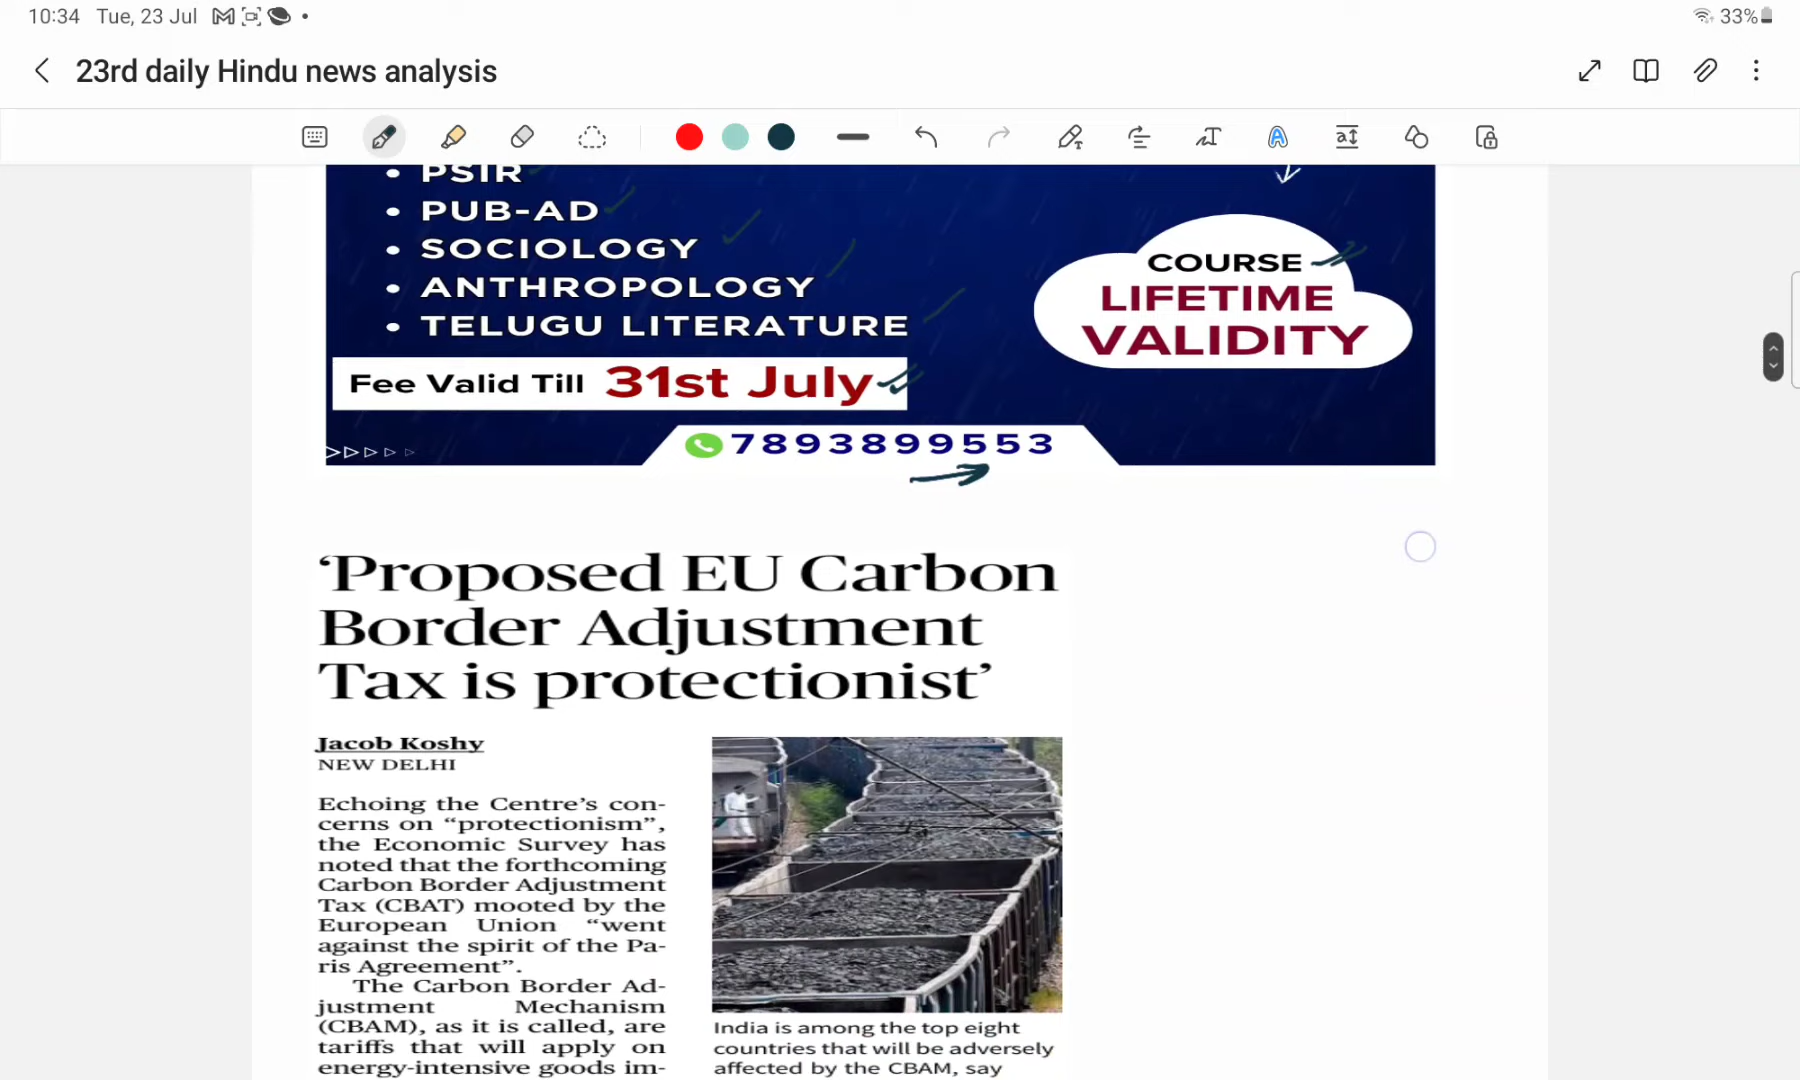 10:34 Tue, 23 Jul
33%
23rd daily Hindu news analysis
• PSIR
• PUB-AD
• SOCIOLOGY
• ANTHROPOLOGY
• TELUGU LITERATURE
COURSE
LIFETIME
VALIDITY
Fee Valid Till 31st July
7893899553
‘Proposed EU Carbon
Border Adjustment
Tax is protectionist’
Jacob Koshy
NEW DELHI
Echoing the Centre’s con-
cerns on “protectionism”,
the Economic Survey has
noted that the forthcoming
Carbon Border Adjustment
Tax (CBAT) mooted by the
European Union “went
against the spirit of the Pa-
ris Agreement”.
The Carbon Border Ad-
justment Mechanism
(CBAM), as it is called, are
tariffs that will apply on
energy-intensive goods im-
India is among the top eight
countries that will be adversely
affected by the CBAM, say